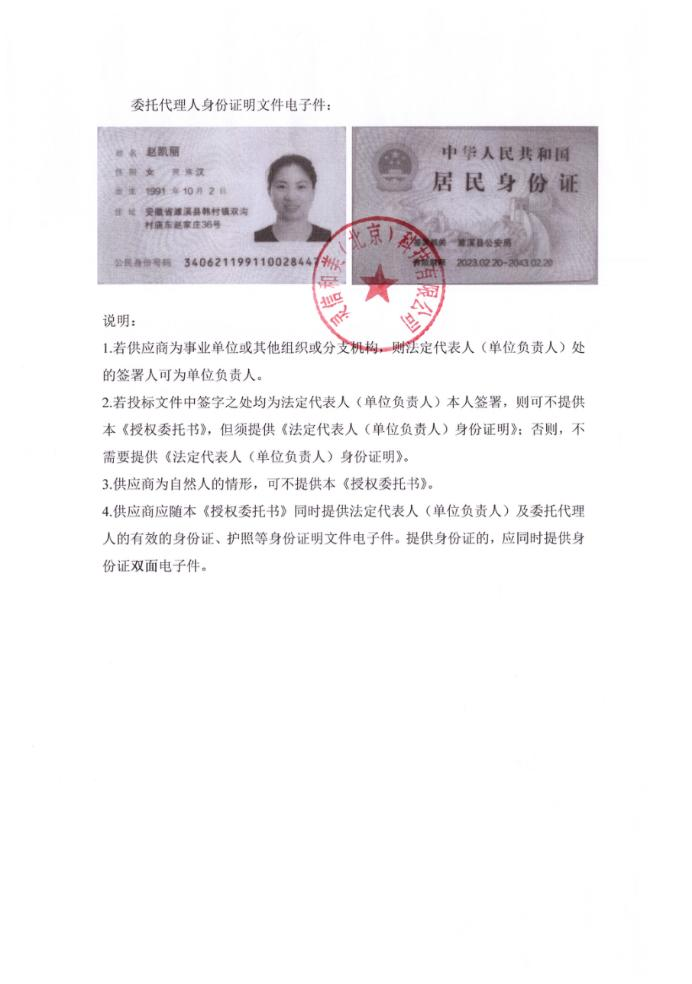 委托代理人身份证明文件电子件：
姓名 赵凯丽
性别 女 民族 汉
出生 1991 年 10 月 2 日
住址 安徽省濉溪县韩村镇双沟
村庙东赵家庄36号
公民身份号码
中华人民共和国
居民身份证
签发机关 濉溪县公安局
有效期限 2023.02.20-2043.02.20
灵信和美（北京）科技有限公司
说明：
1.若供应商为事业单位或其他组织或分支机构，则法定代表人（单位负责人）处
的签署人可为单位负责人。
2.若投标文件中签字之处均为法定代表人（单位负责人）本人签署，则可不提供
本《授权委托书》，但须提供《法定代表人（单位负责人）身份证明》；否则，不
需要提供《法定代表人（单位负责人）身份证明》。
3.供应商为自然人的情形，可不提供本《授权委托书》。
4.供应商应随本《授权委托书》同时提供法定代表人（单位负责人）及委托代理
人的有效的身份证、护照等身份证明文件电子件。提供身份证的，应同时提供身
份证双面电子件。